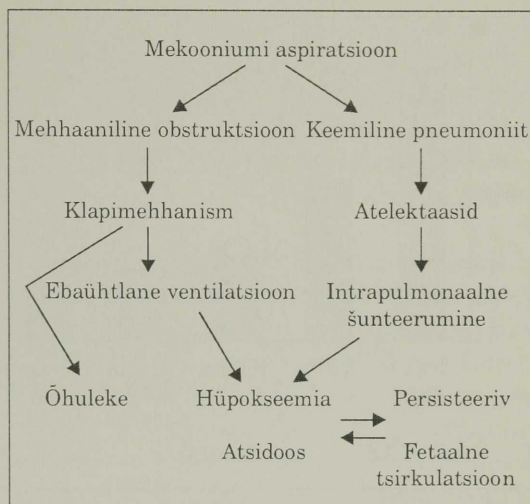 Mekooniumi aspiratsioon
Mehhaaniline obstruktsioon Keemiline pneumoniit
Klapimehhanism Atelektaasid
Ebaühtlane ventilatsioon Intrapulmonaalne
šunteerumine
Õhuleke Hüpokseemia Persisteeriv
Atsidoos Fetaalne
tsirkulatsioon